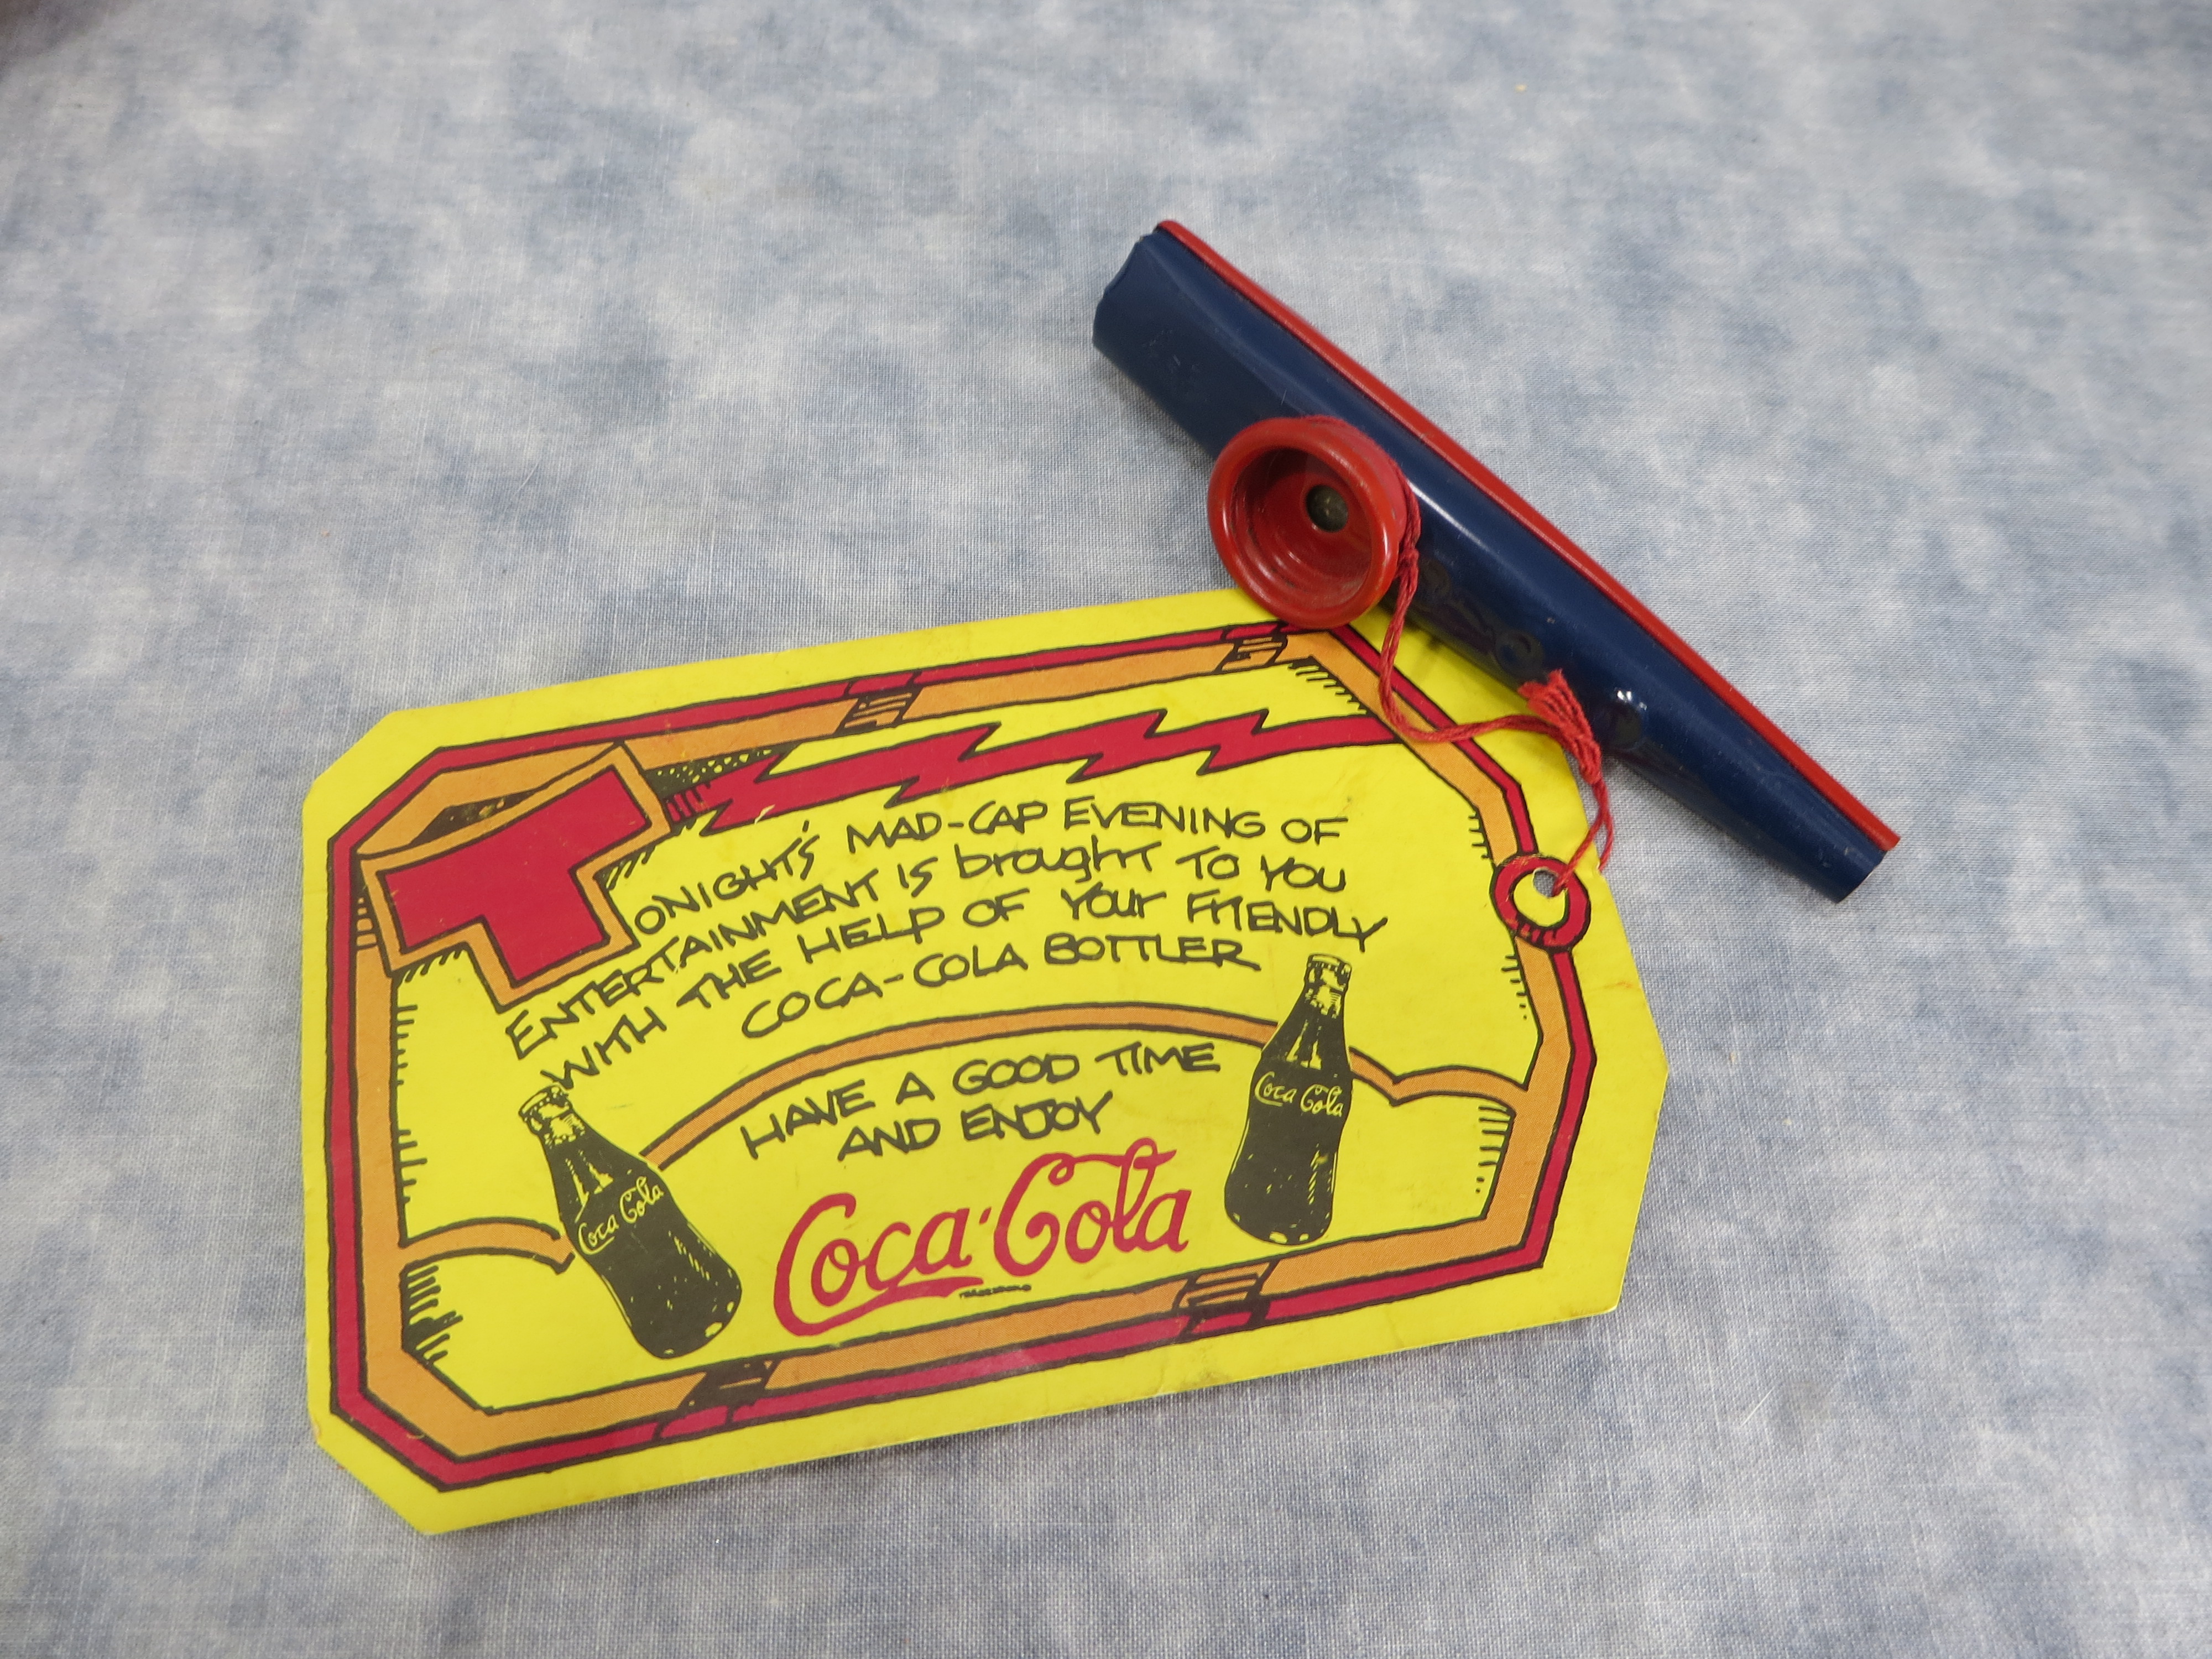 TONIGHT'S MAD-CAP EVENING OF
ENTERTAINMENT IS brought TO YOU
WITH THE HELP OF YOUr FrIENDLY
COCA-COLA BOTTLER
HAVE A GOOD TIME
AND ENJOY
Coca-Cola
Coca Cola
Coca Cola